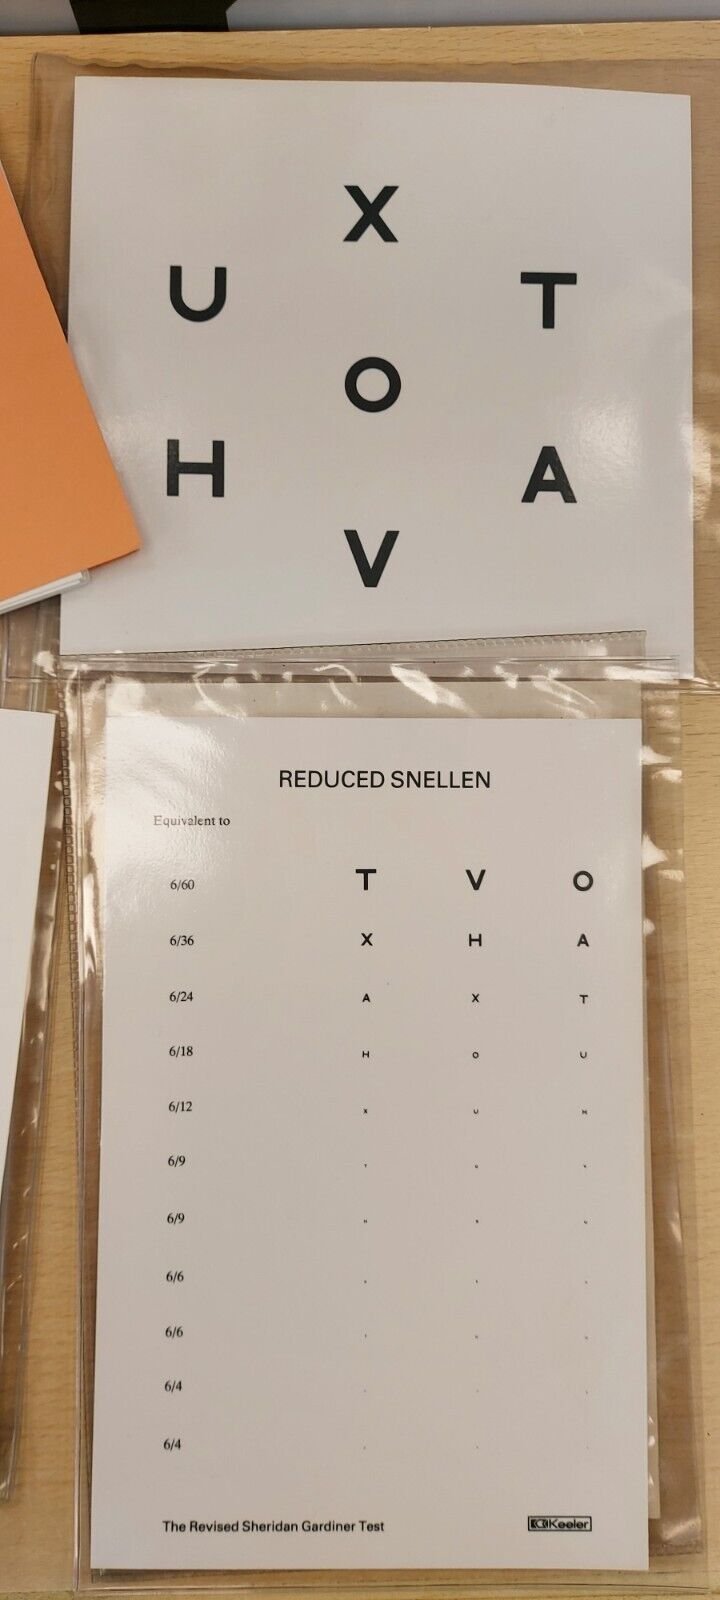 X
U T
O
H A
V
REDUCED SNELLEN
Equivalent to
6/60 T V O
6/36 X H A
6/24 A X T
6/18 H O U
6/12 X U H
6/9
6/9
6/6
6/6
6/4
6/4
The Revised Sheridan Gardiner Test Keeler